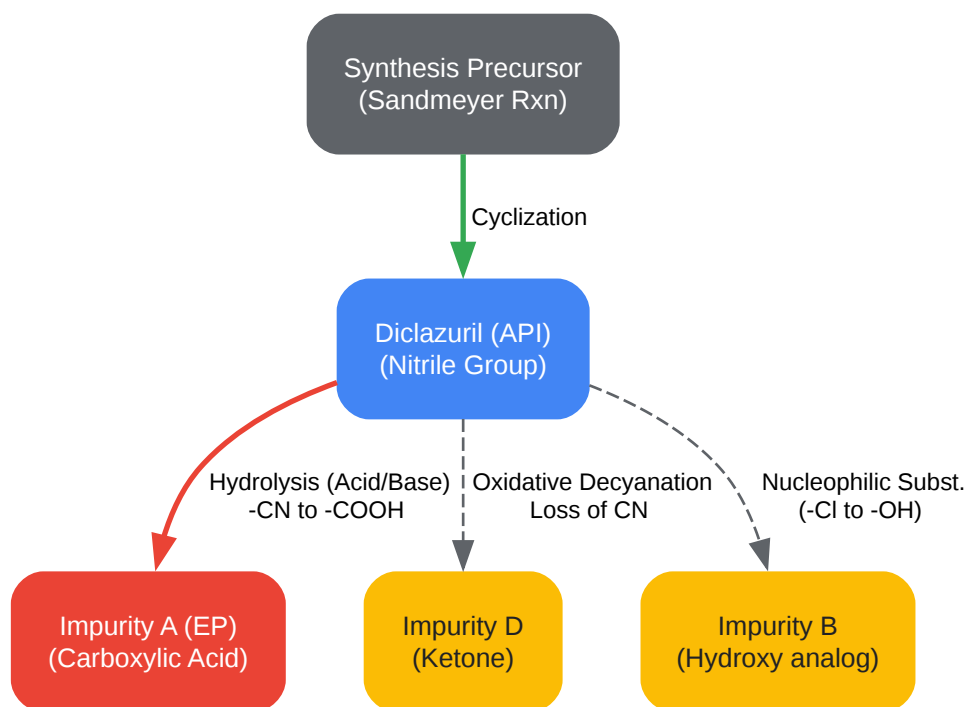 Synthesis Precursor
(Sandmeyer Rxn)
Cyclization
Diclazuril (API)
(Nitrile Group)
Hydrolysis (Acid/Base)
-CN to -COOH
Oxidative Decyanation
Loss of CN
Nucleophilic Subst.
(-Cl to -OH)
Impurity A (EP)
(Carboxylic Acid)
Impurity D
(Ketone)
Impurity B
(Hydroxy analog)